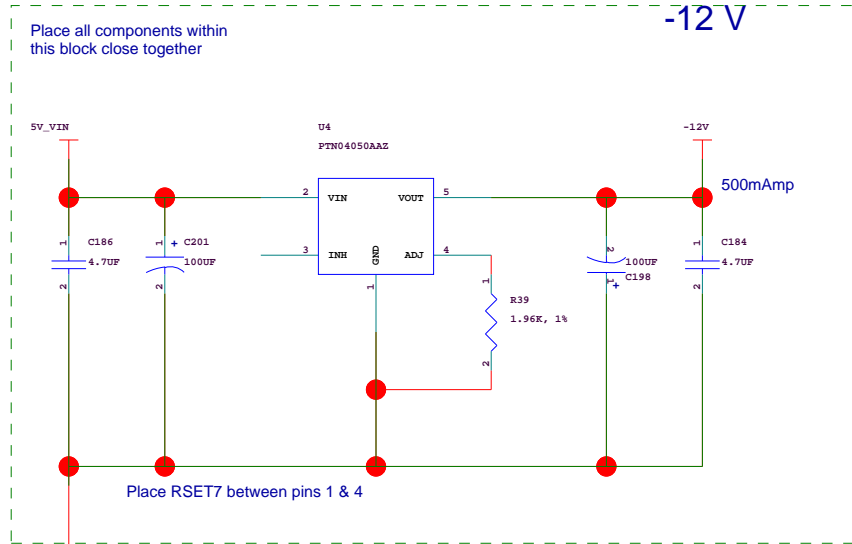 -12 V
Place all components within
this block close together
5V_VIN
U4
PTN04050AAZ
-12V
500mAmp
2
VIN
VOUT
5
1
C186
4.7UF
2
1
+
C201
100UF
2
3
INH
GND
ADJ
4
1
1
R39
1.96K, 1%
2
2
100UF
C198
1
+
1
C184
4.7UF
2
Place RSET7 between pins 1 & 4